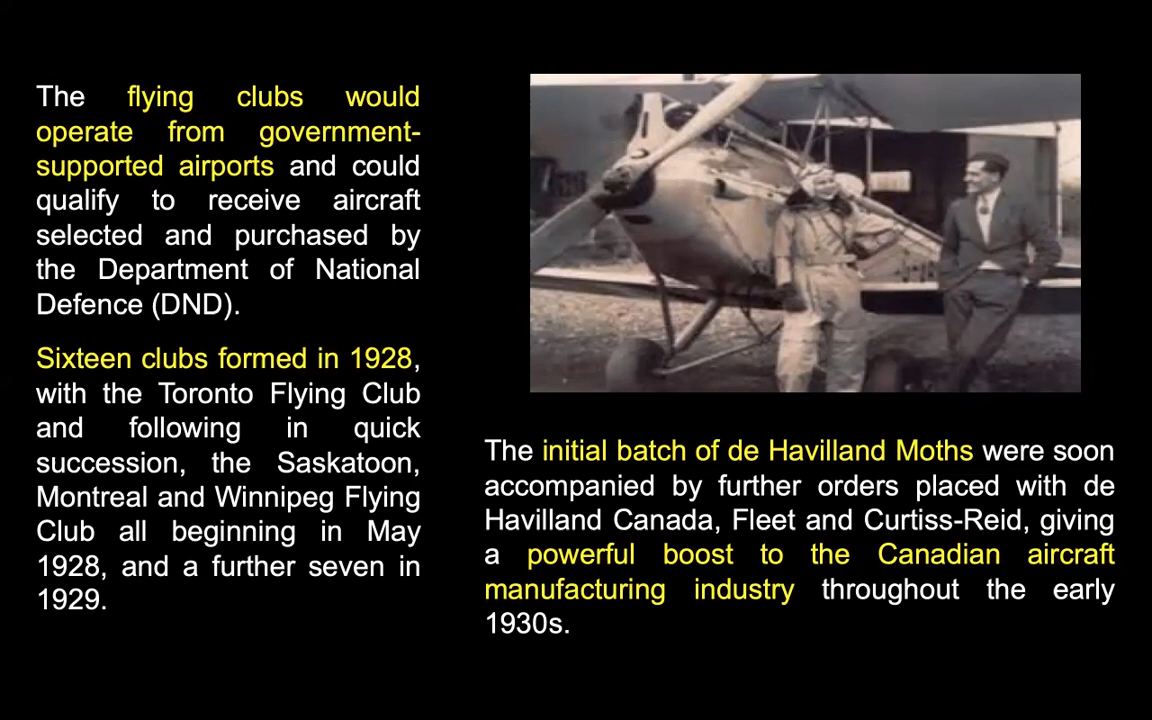 The flying clubs would
operate from government-
supported airports and could
qualify to receive aircraft
selected and purchased by
the Department of National
Defence (DND).
Sixteen clubs formed in 1928,
with the Toronto Flying Club
and following in quick
succession, the Saskatoon,
Montreal and Winnipeg Flying
Club all beginning in May
1928, and a further seven in
1929.
The initial batch of de Havilland Moths were soon
accompanied by further orders placed with de
Havilland Canada, Fleet and Curtiss-Reid, giving
a powerful boost to the Canadian aircraft
manufacturing industry throughout the early
1930s.